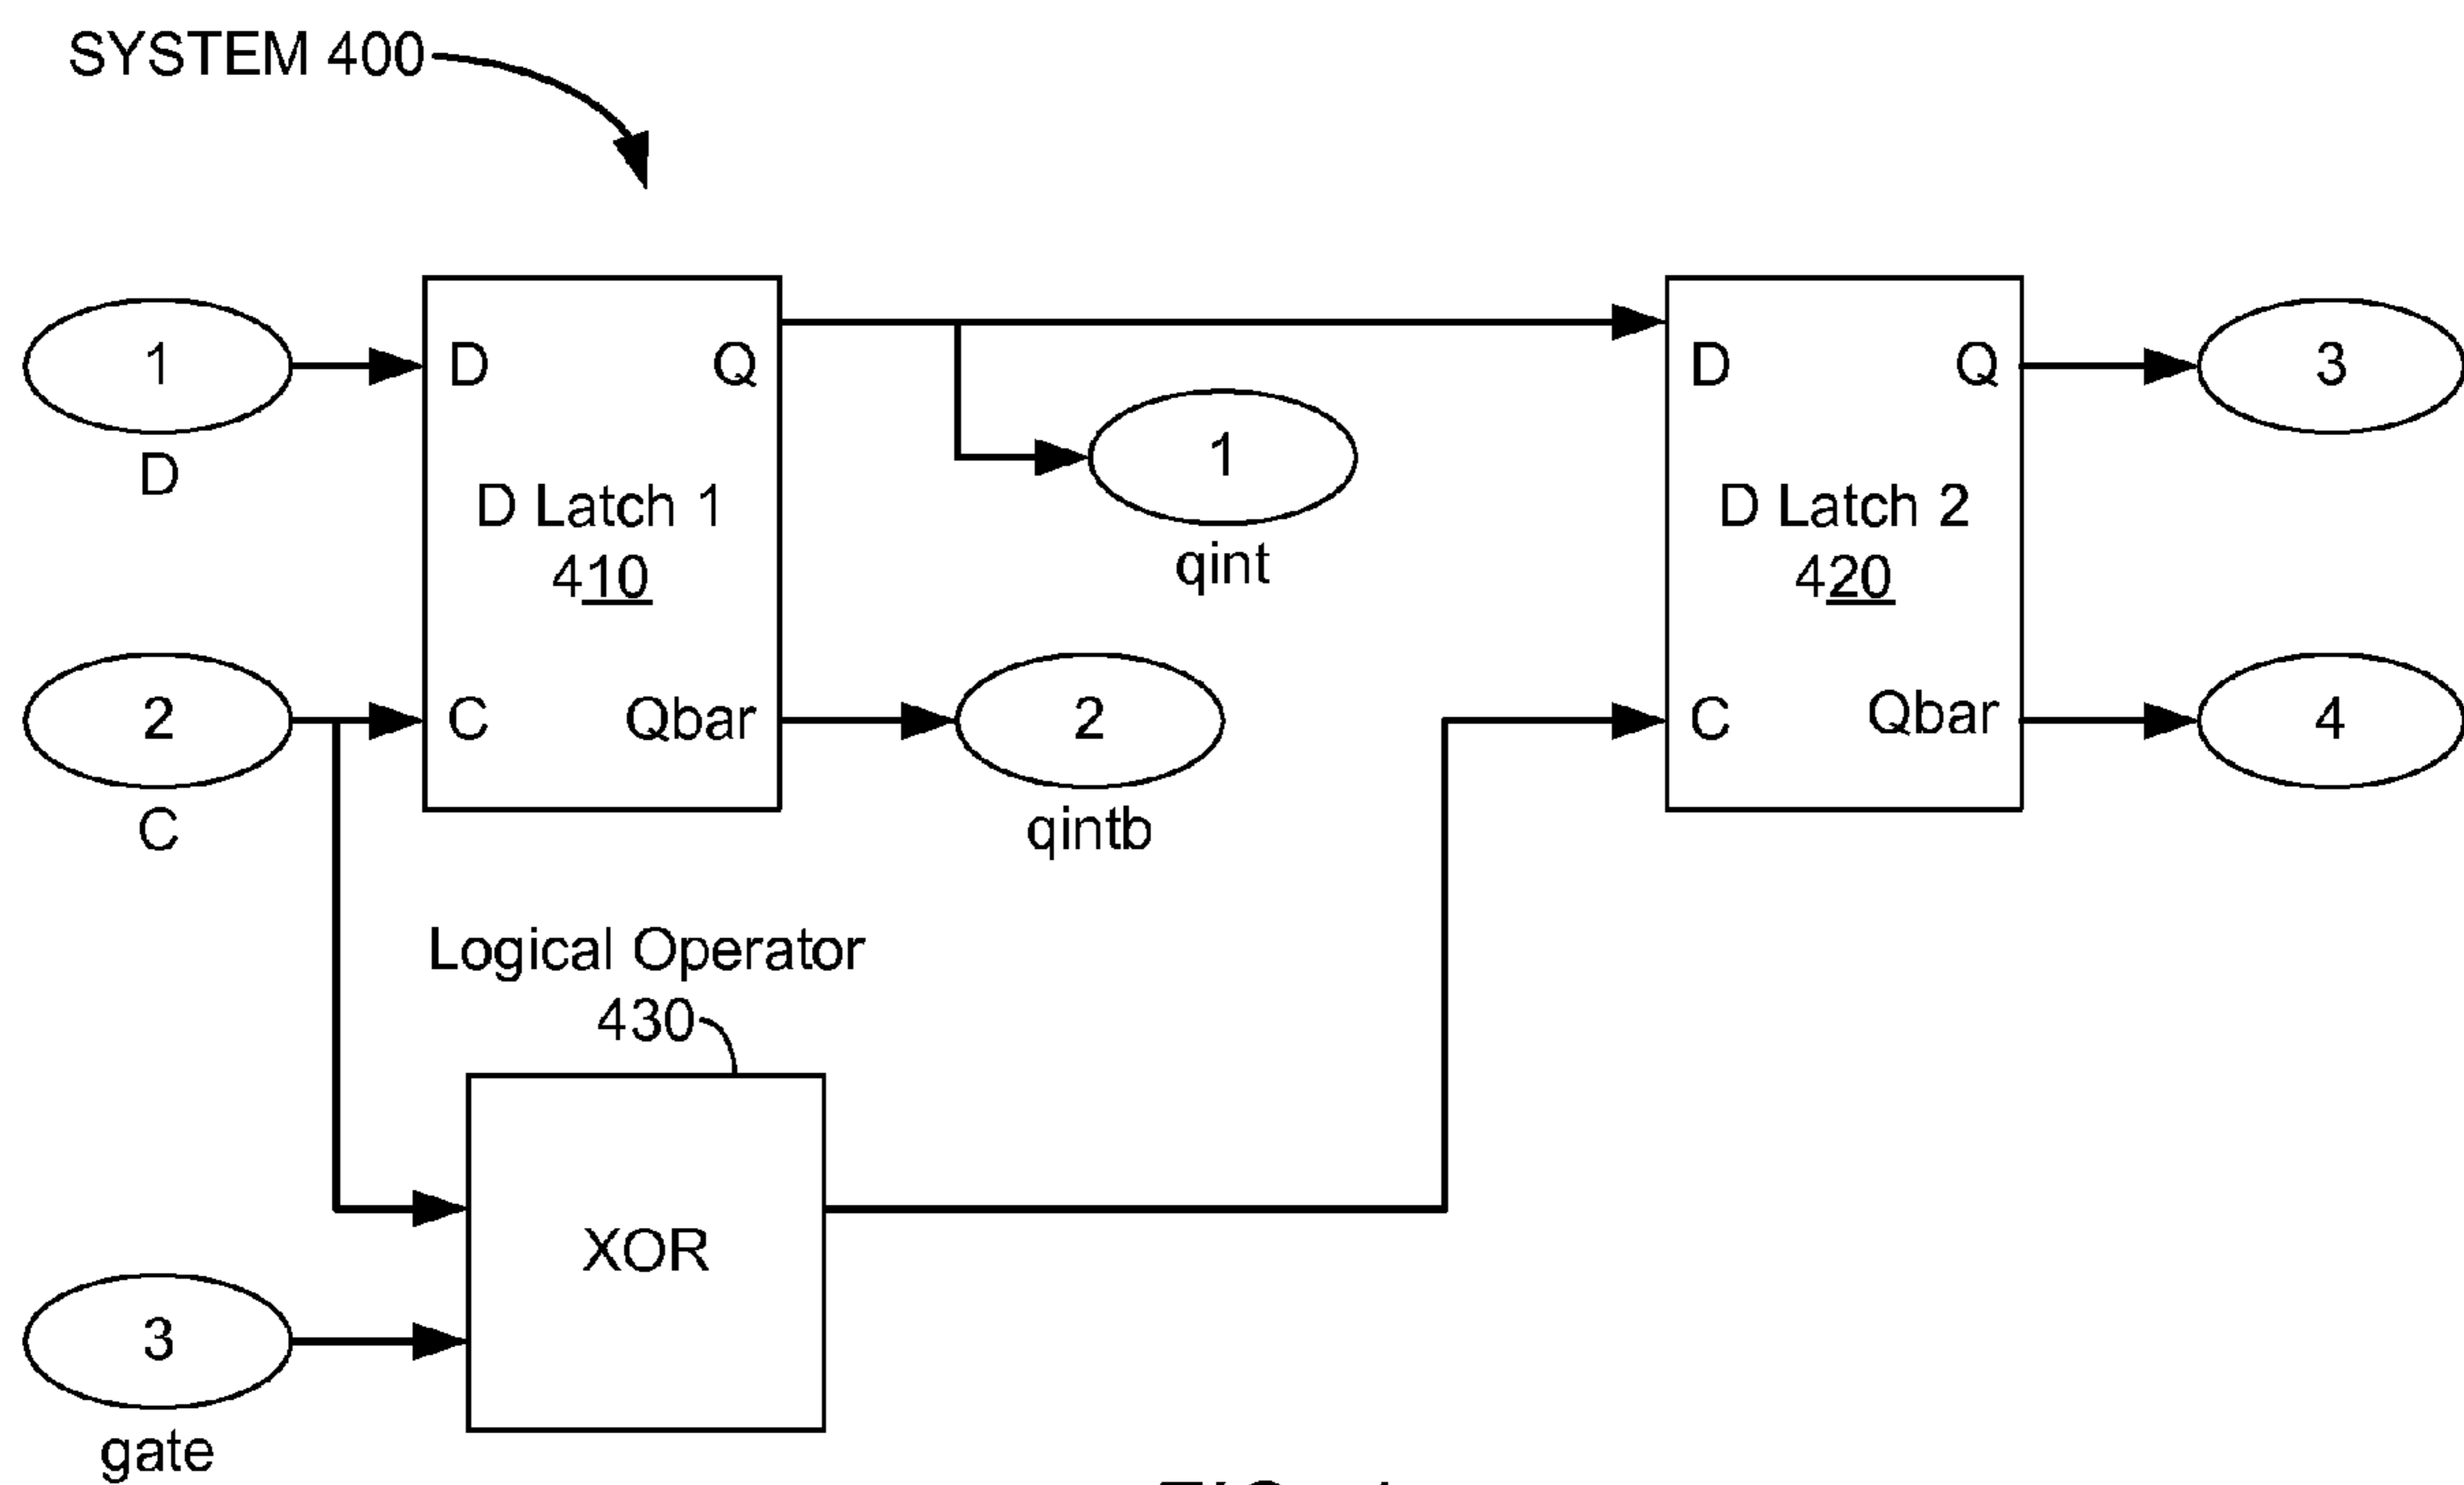 SYSTEM 400
1
D
2
C
3
gate
D
Q
D Latch 1
410
C
Qbar
1
qint
2
qintb
Logical Operator
430
XOR
D
Q
D Latch 2
420
C
Qbar
3
4